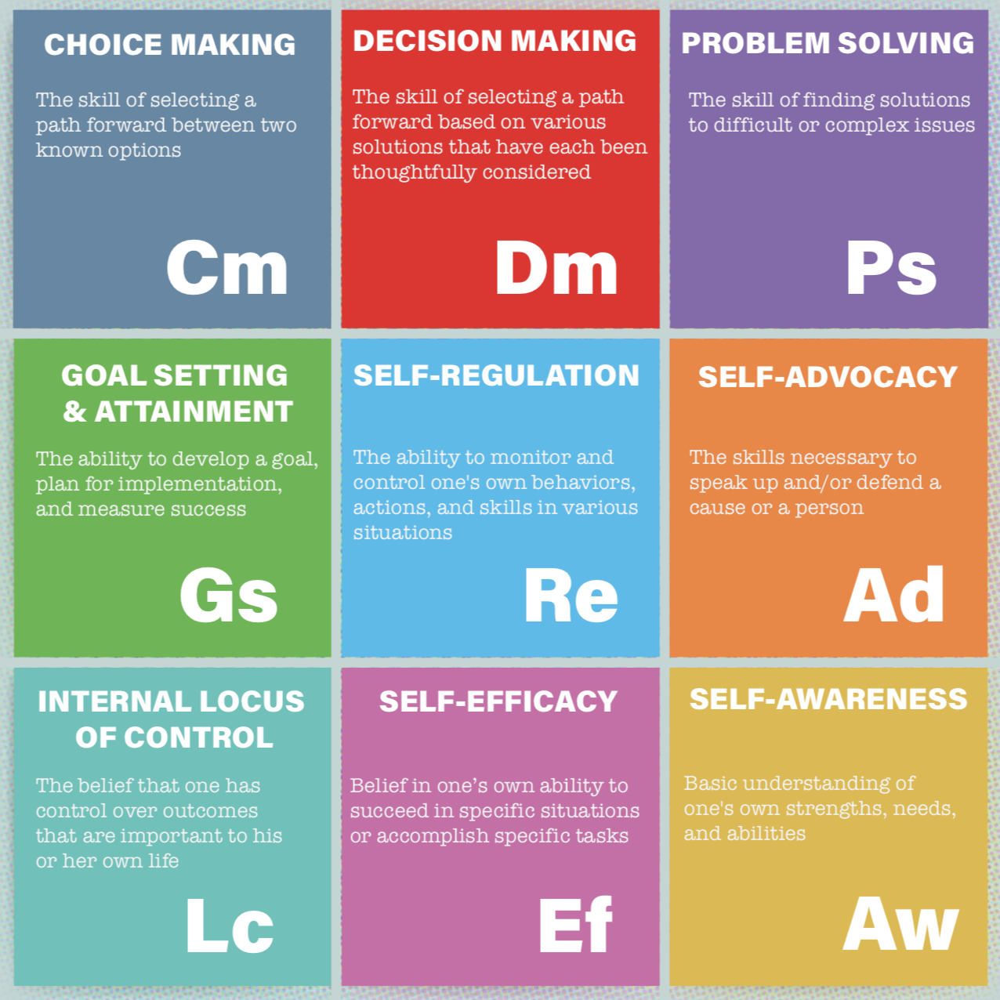 CHOICE MAKING
The skill of selecting a
path forward between two
known options
Cm
DECISION MAKING
The skill of selecting a path
forward based on various
solutions that have each been
thoughtfully considered
Dm
PROBLEM SOLVING
The skill of finding solutions
to difficult or complex issues
Ps
GOAL SETTING
& ATTAINMENT
The ability to develop a goal,
plan for implementation,
and measure success
Gs
SELF-REGULATION
The ability to monitor and
control one's own behaviors,
actions, and skills in various
situations
Re
SELF-ADVOCACY
The skills necessary to
speak up and/or defend a
cause or a person
Ad
INTERNAL LOCUS
OF CONTROL
The belief that one has
control over outcomes
that are important to his
or her own life
Lc
SELF-EFFICACY
Belief in one’s own ability to
succeed in specific situations
or accomplish specific tasks
Ef
SELF-AWARENESS
Basic understanding of
one's own strengths, needs,
and abilities
Aw